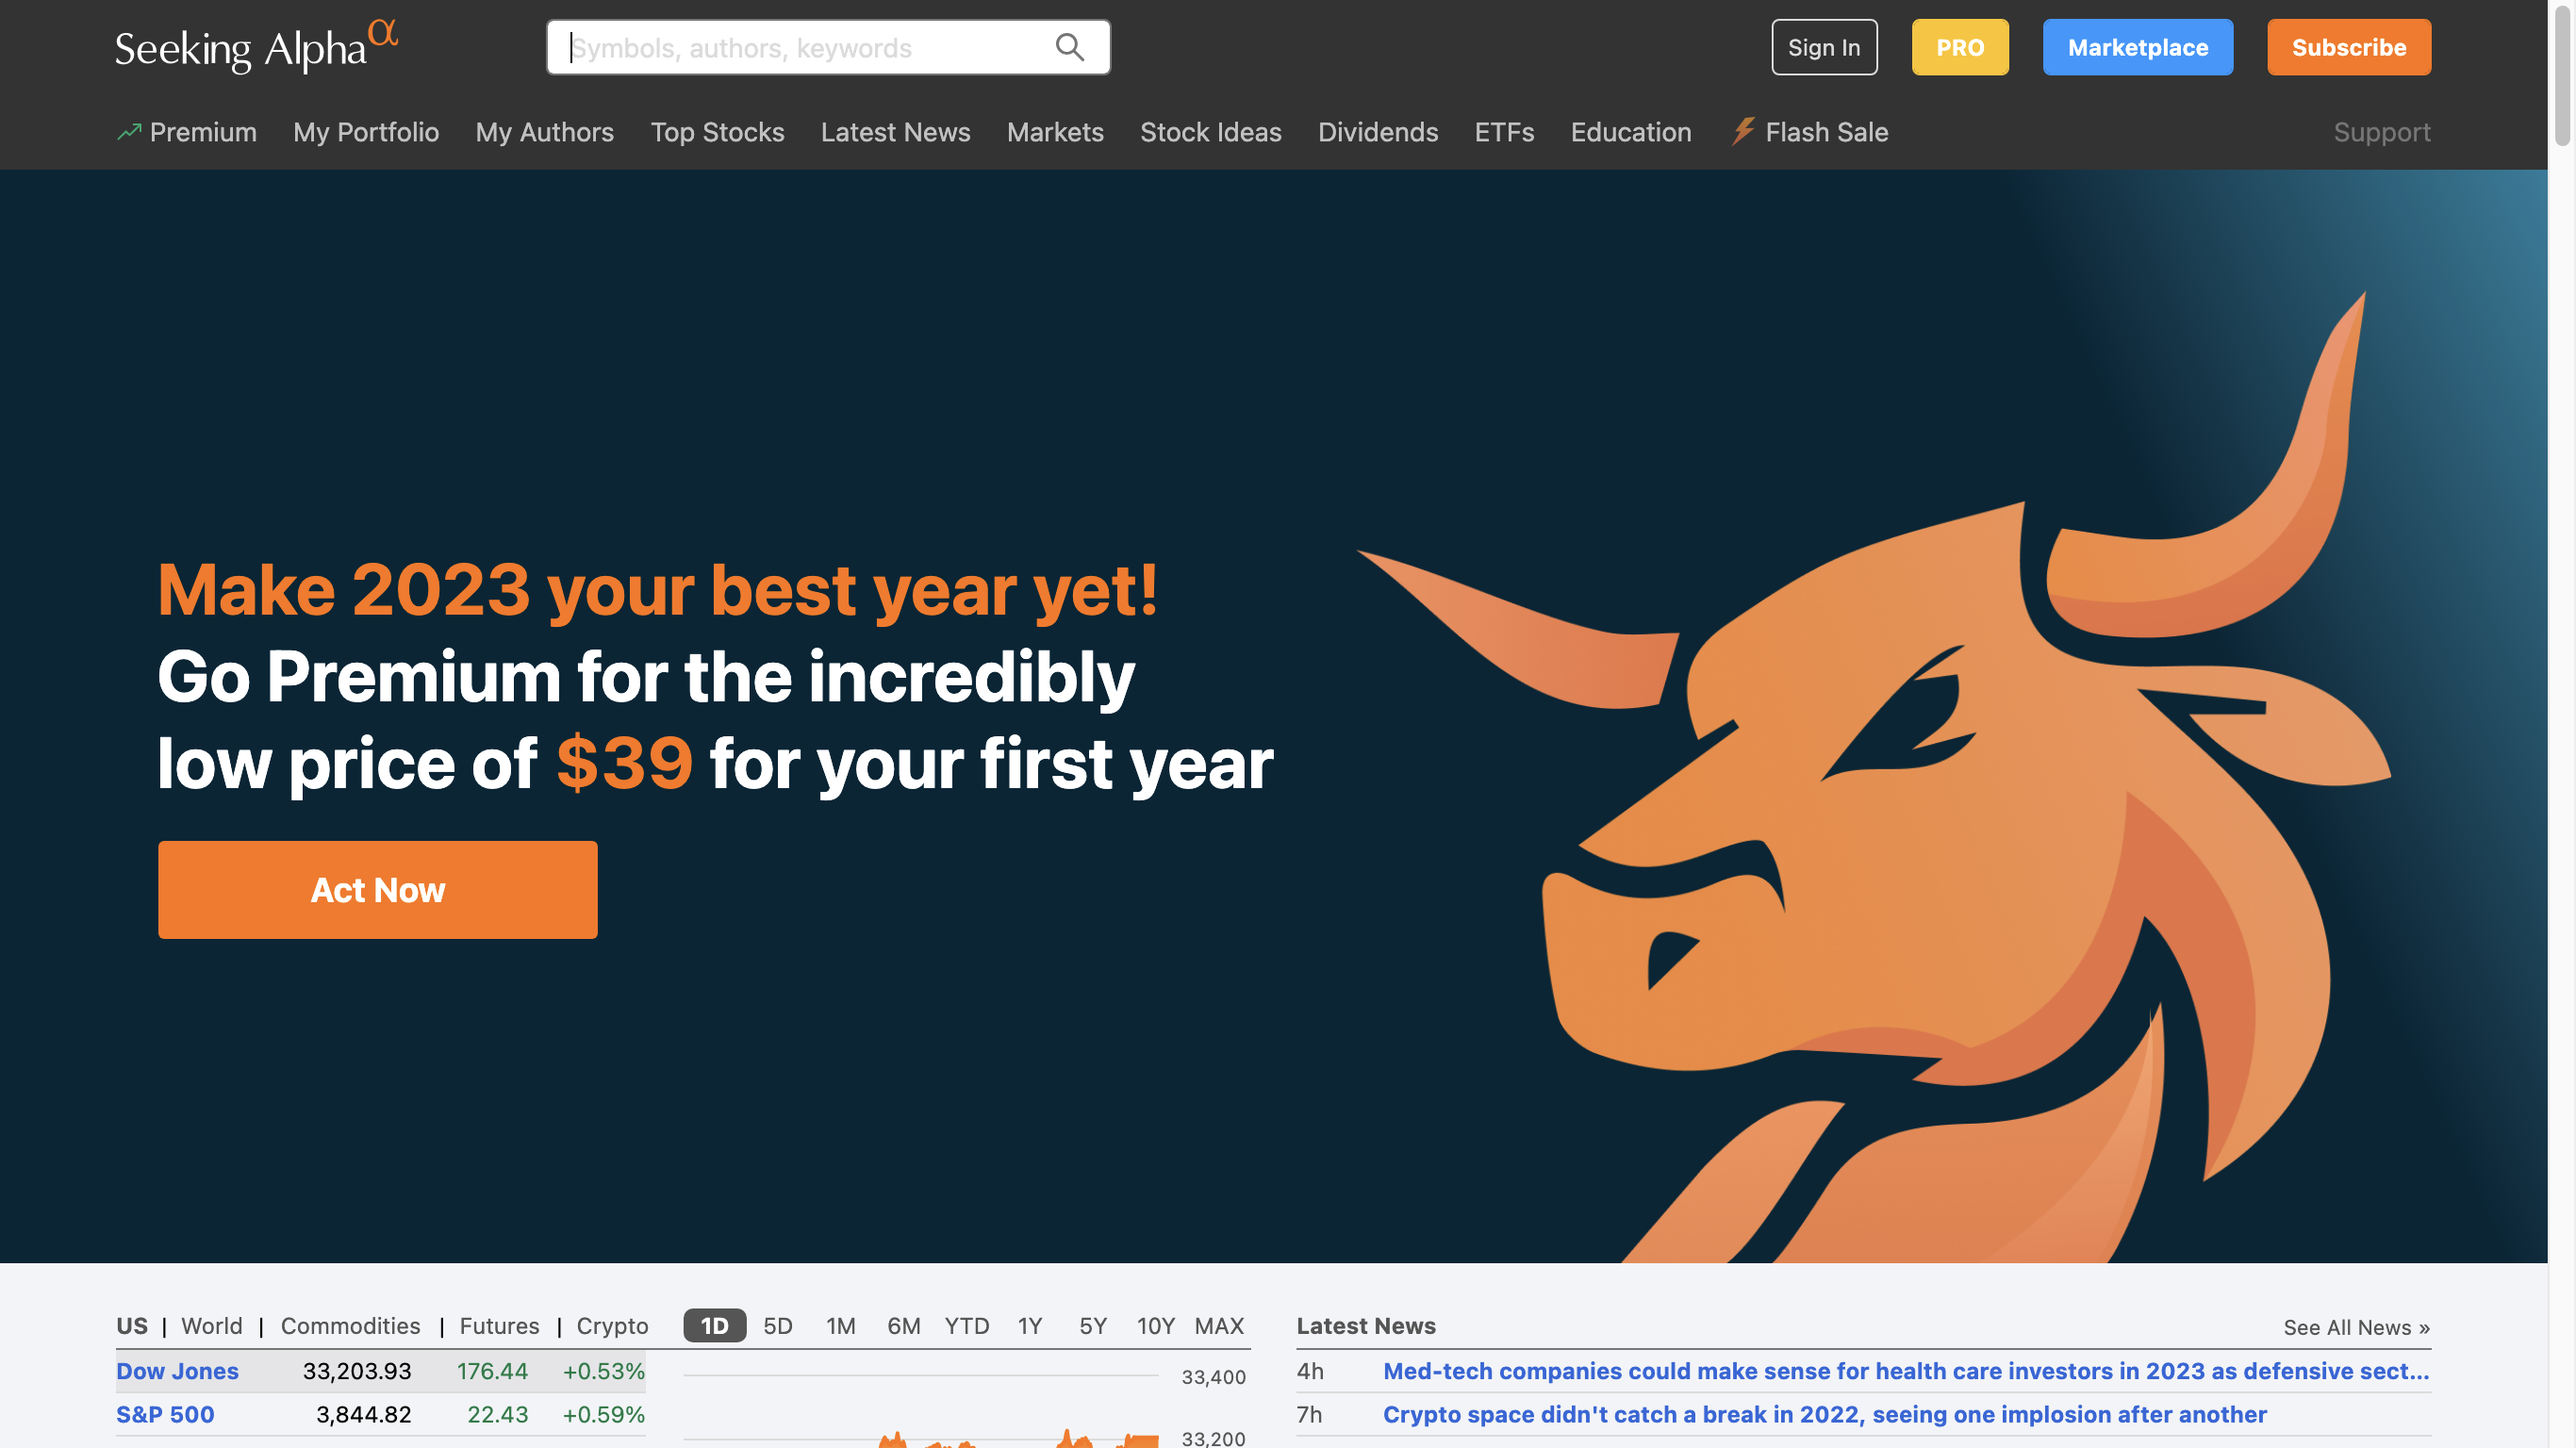 Seeking Alpha α
Symbols, authors, keywords
Sign In
PRO
Marketplace
Subscribe
Premium My Portfolio My Authors Top Stocks Latest News Markets Stock Ideas Dividends ETFs Education Flash Sale Support
Make 2023 your best year yet!
Go Premium for the incredibly
low price of $39 for your first year
Act Now
US | World | Commodities | Futures | Crypto
Dow Jones 33,203.93 176.44 +0.53%
S&P 500 3,844.82 22.43 +0.59%
1D 5D 1M 6M YTD 1Y 5Y 10Y MAX
33,400
33,200
Latest News See All News »
4h Med-tech companies could make sense for health care investors in 2023 as defensive sect...
7h Crypto space didn't catch a break in 2022, seeing one implosion after another